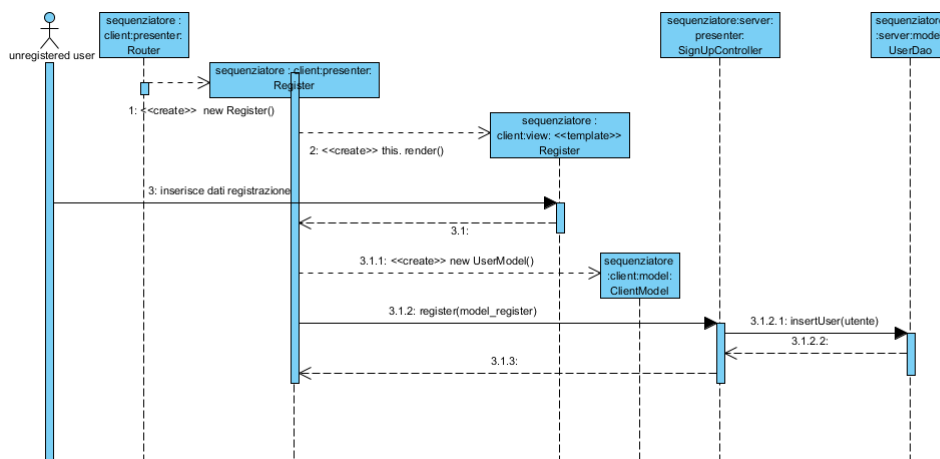 sequenziatore :
client:presenter:
Router
sequenziatore:server:
presenter:
SignUpController
sequenziatore
:server:model:
UserDao
unregistered user
sequenziatore : client:presenter:
Register
1: <<create>> new Register()
sequenziatore :
client:view: <<template>>
Register
2: <<create>> this. render()
3: inserisce dati registrazione
3.1:
3.1.1: <<create>> new UserModel()
sequenziatore
:client:model:
ClientModel
3.1.2: register(model_register)
3.1.2.1: insertUser(utente)
3.1.2.2:
3.1.3: